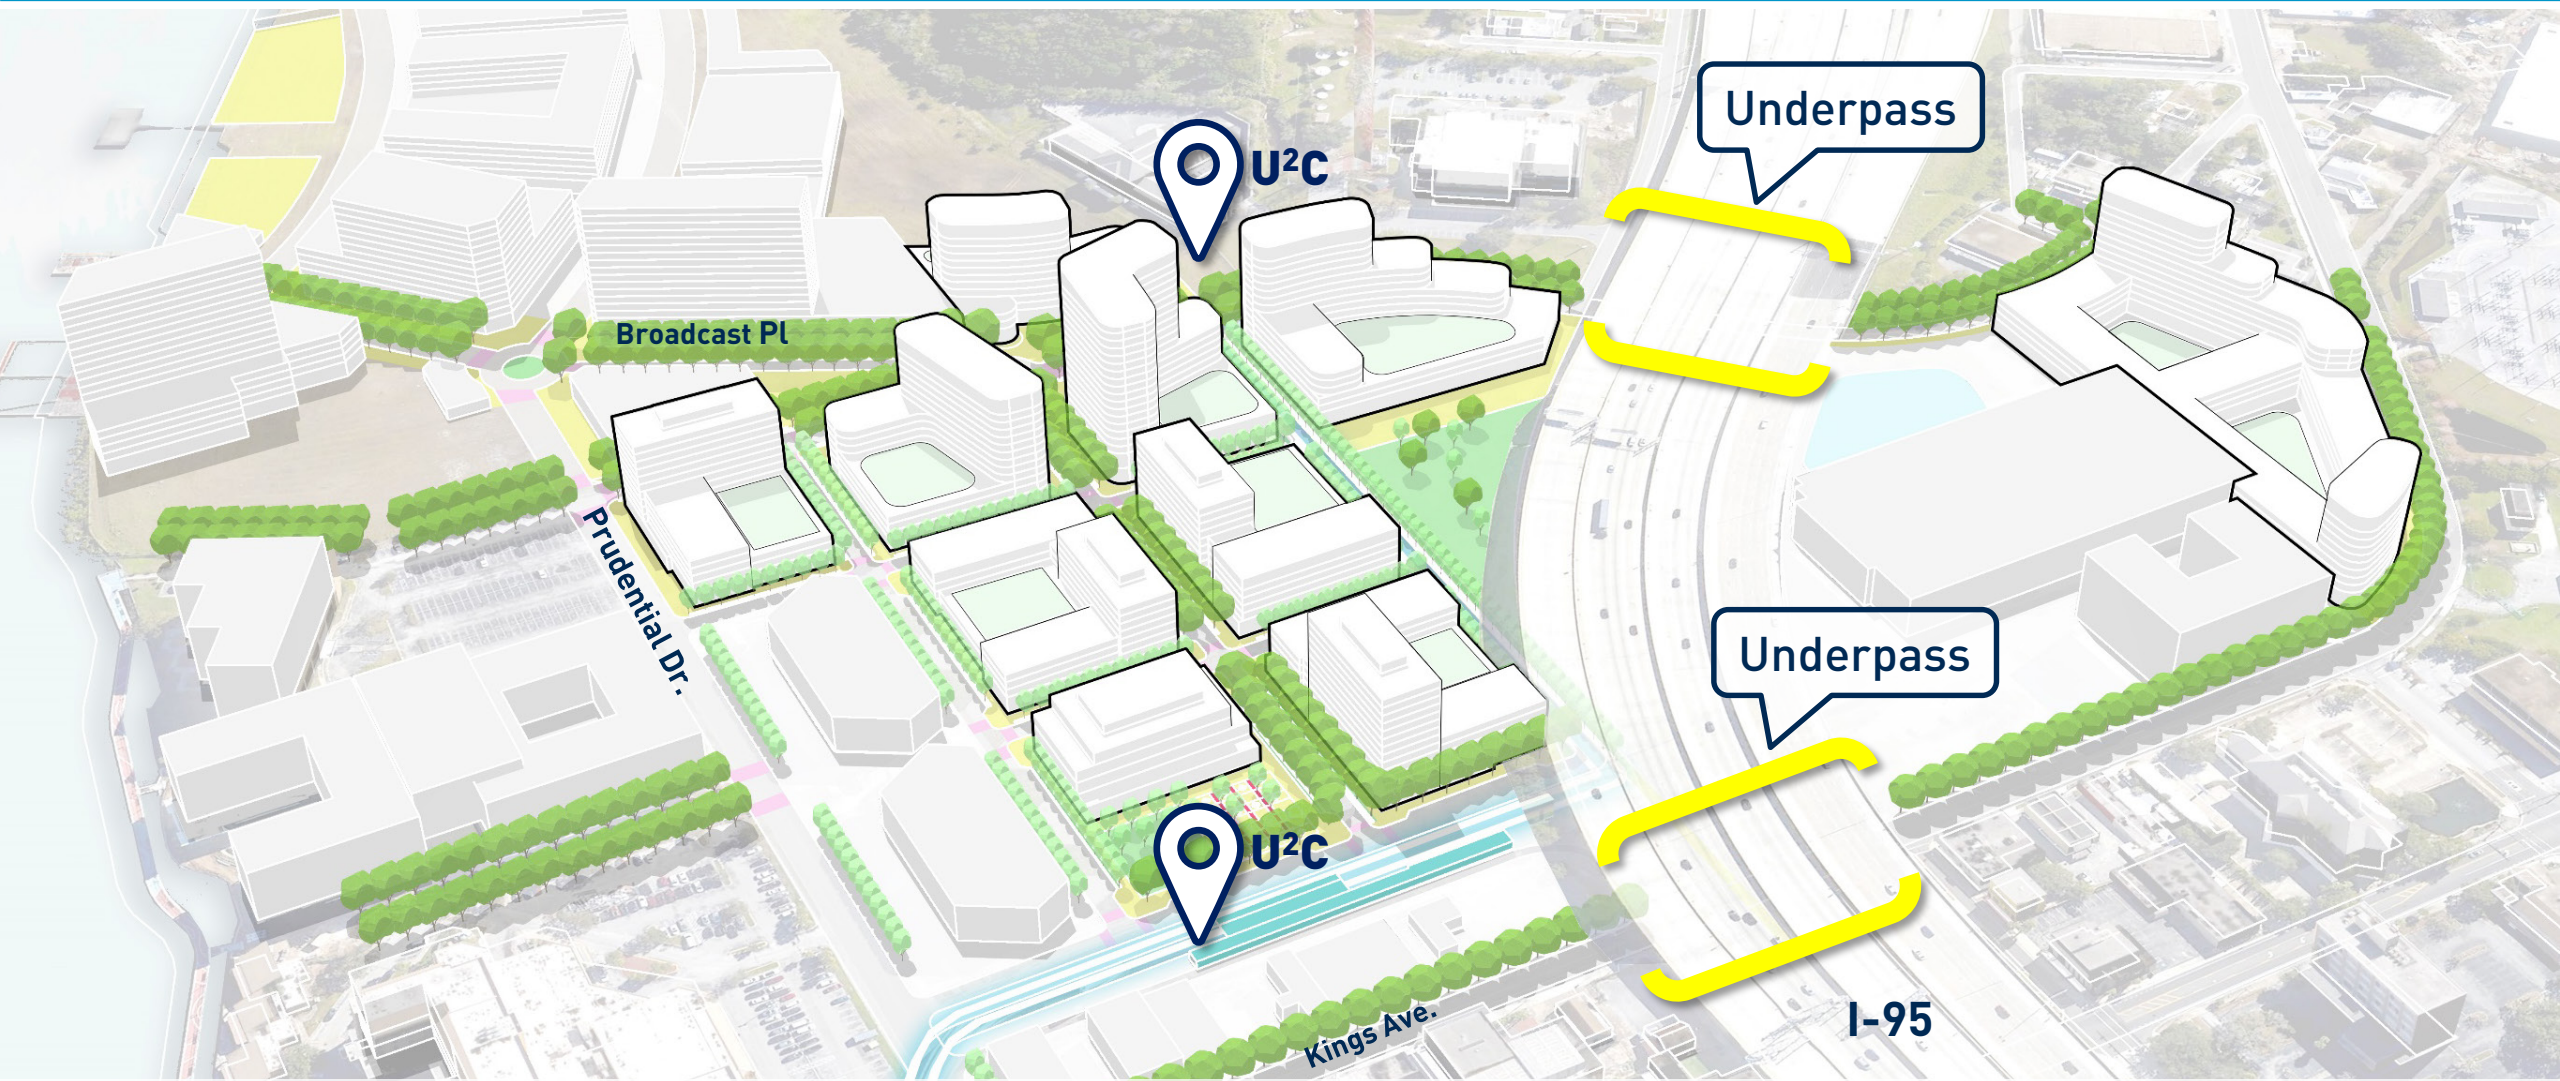 Underpass
U²C
Broadcast Pl
Prudential Dr.
Underpass
U²C
I-95
Kings Ave.